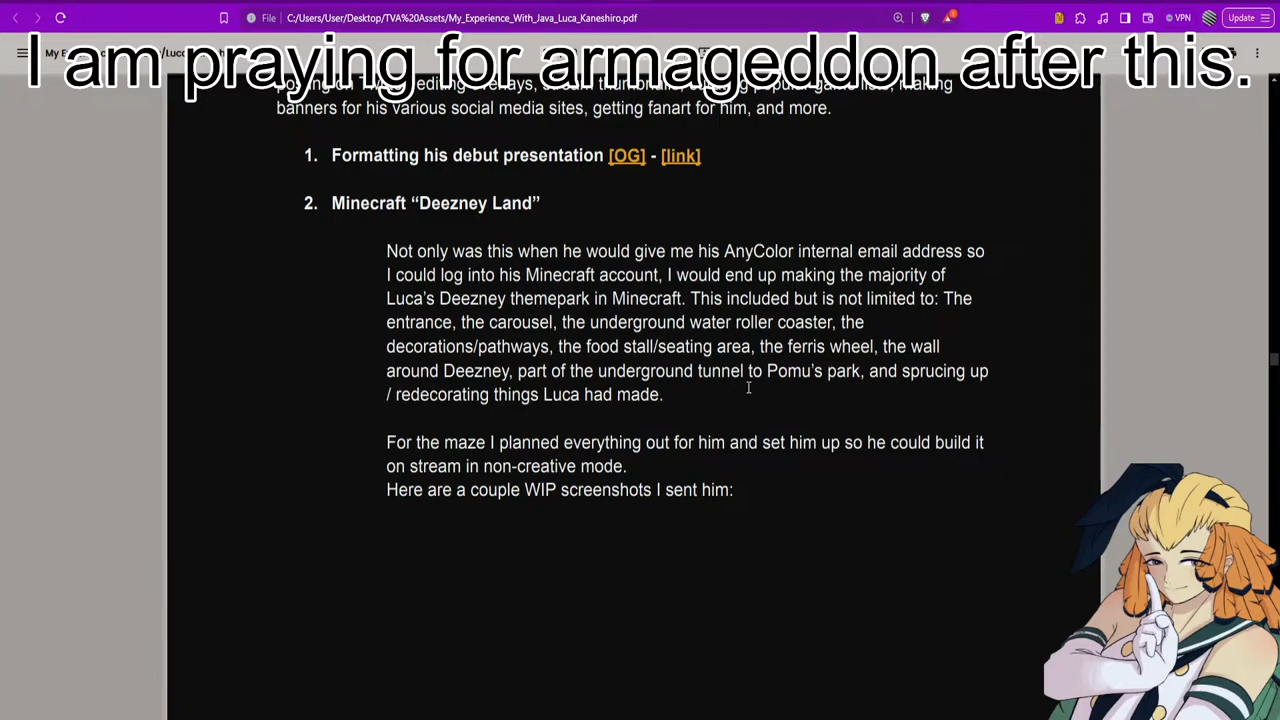 File C:/Users/User/Desktop/TVA%20Assets/My_Experience_With_Java_Luca_Kaneshiro.pdf VPN Update
I am praying for armageddon after this.
banners for his various social media sites, getting fanart for him, and more.
1. Formatting his debut presentation [OG] - [link]
2. Minecraft “Deezney Land”
Not only was this when he would give me his AnyColor internal email address so
I could log into his Minecraft account, I would end up making the majority of
Luca’s Deezney themepark in Minecraft. This included but is not limited to: The
entrance, the carousel, the underground water roller coaster, the
decorations/pathways, the food stall/seating area, the ferris wheel, the wall
around Deezney, part of the underground tunnel to Pomu’s park, and sprucing up
/ redecorating things Luca had made.
For the maze I planned everything out for him and set him up so he could build it
on stream in non-creative mode.
Here are a couple WIP screenshots I sent him: